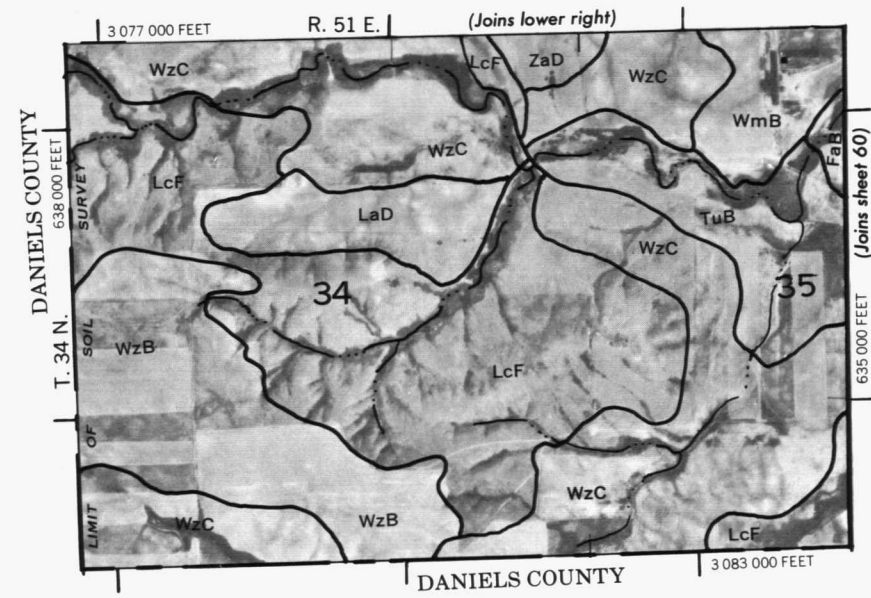 3 077 000 FEET
R. 51 E.
(Joins lower right)
WzC
LcF
ZaD
WzC
WmB
FaB
WzC
LcF
LaD
TuB
WzC
34
35
WzB
LcF
WzC
WzB
WzC
LcF
DANIELS COUNTY
T. 34 N.
638 000 FEET
LIMIT OF SOIL SURVEY
(Joins sheet 60)
635 000 FEET
3 083 000 FEET
DANIELS COUNTY